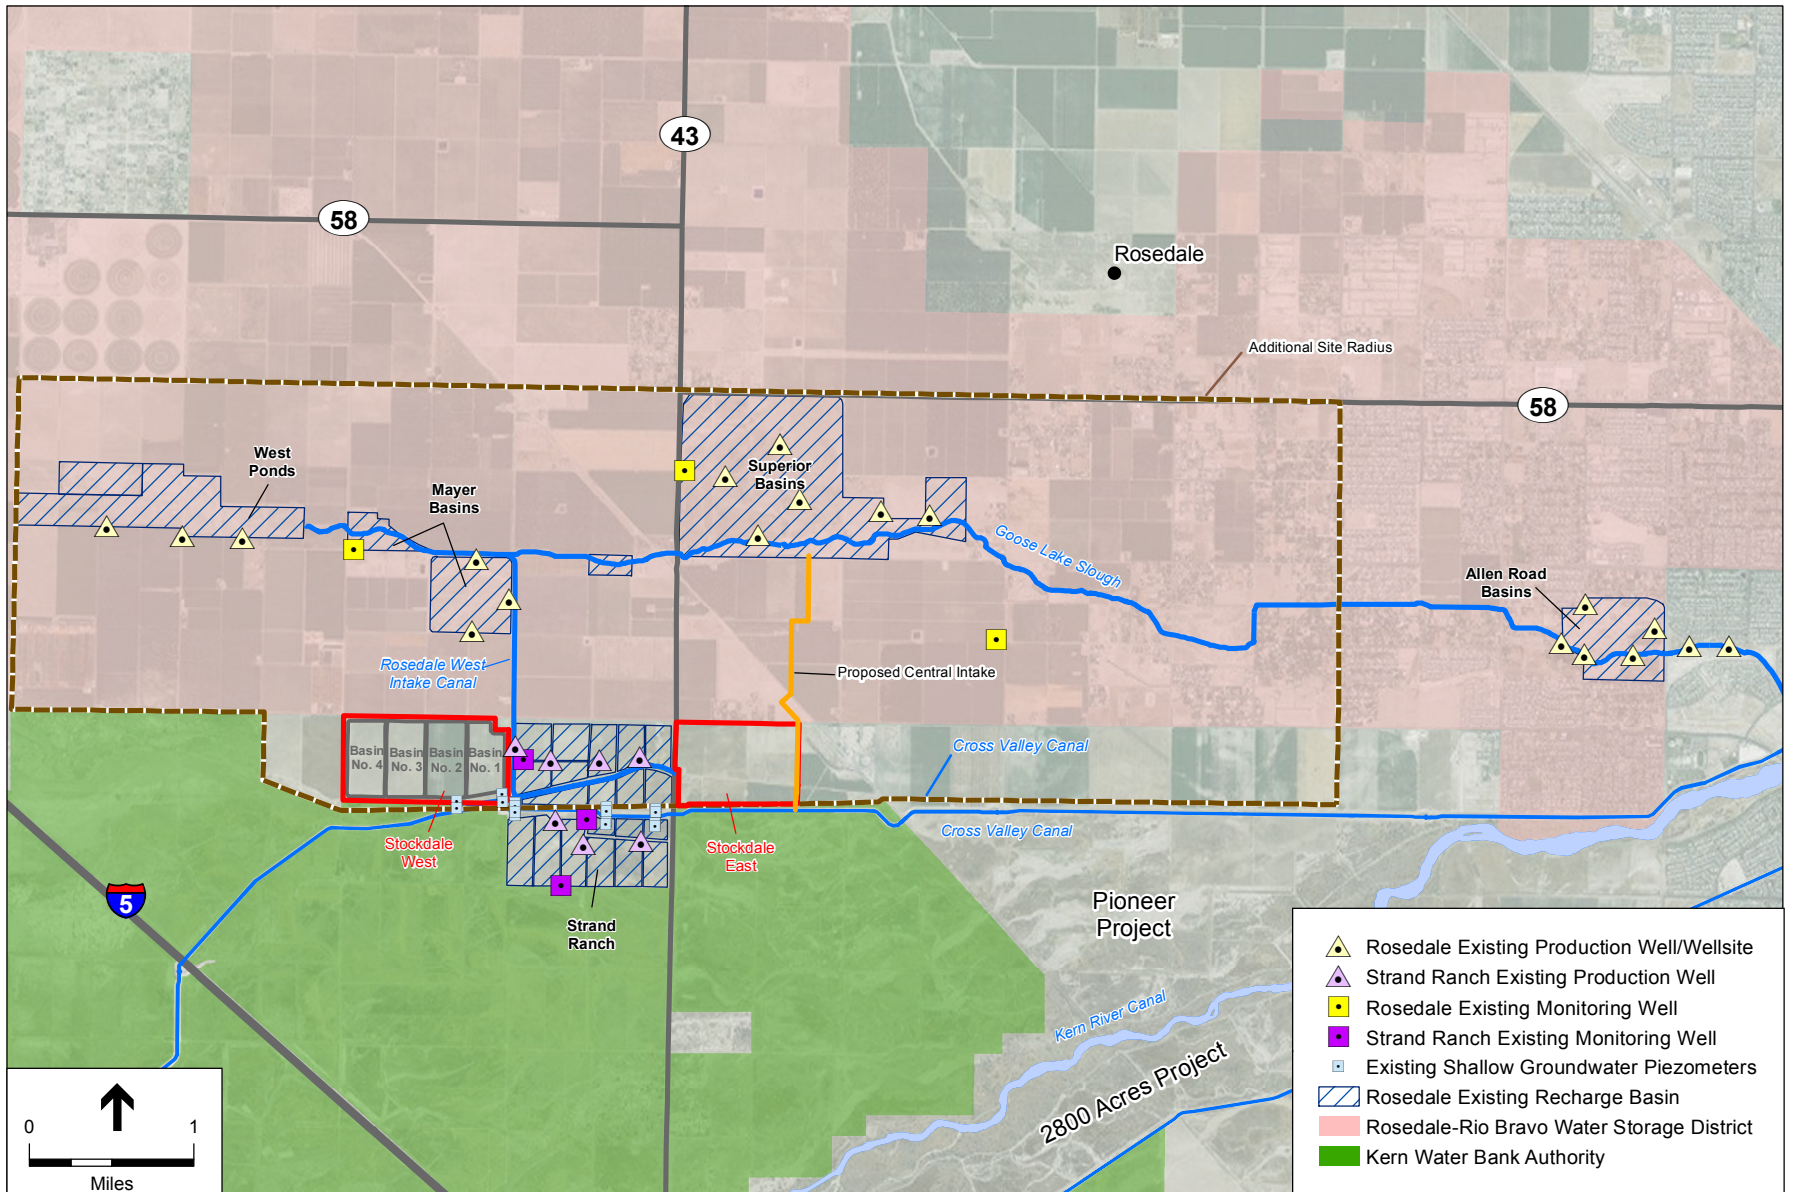 43
58
Rosedale
Additional Site Radius
58
West
Ponds
Mayer
Basins
Superior
Basins
Goose Lake Slough
Allen Road
Basins
Rosedale West
Intake Canal
Proposed Central Intake
Basin
No. 4
Basin
No. 3
Basin
No. 2
Basin
No. 1
Cross Valley Canal
Cross Valley Canal
Stockdale
West
Stockdale
East
5
Strand
Ranch
Pioneer
Project
Kern River Canal
2800 Acres Project
0 1
Miles
Rosedale Existing Production Well/Wellsite
Strand Ranch Existing Production Well
Rosedale Existing Monitoring Well
Strand Ranch Existing Monitoring Well
Existing Shallow Groundwater Piezometers
Rosedale Existing Recharge Basin
Rosedale-Rio Bravo Water Storage District
Kern Water Bank Authority